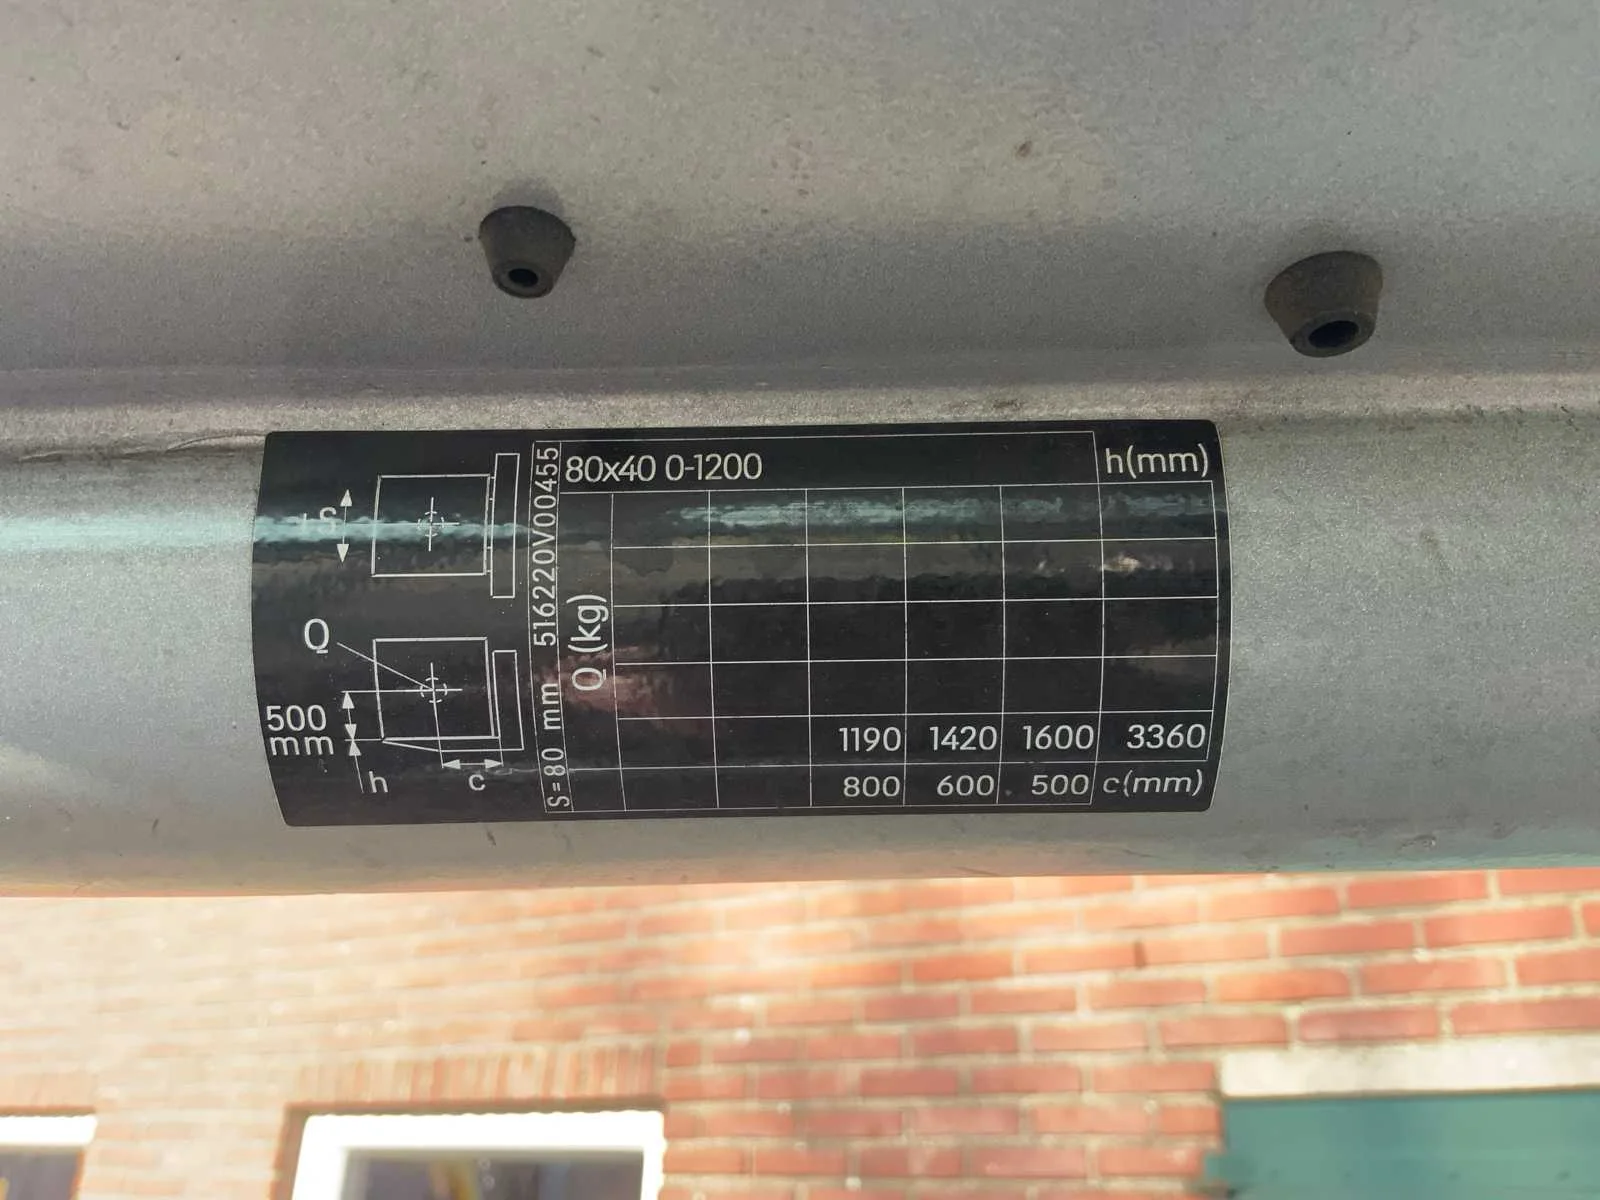 S
Q
500
mm
h
c
S=80 mm 516220V00455
80x40 0-1200
h(mm)
Q (kg)
1190 1420 1600 3360
800 600 500 c(mm)